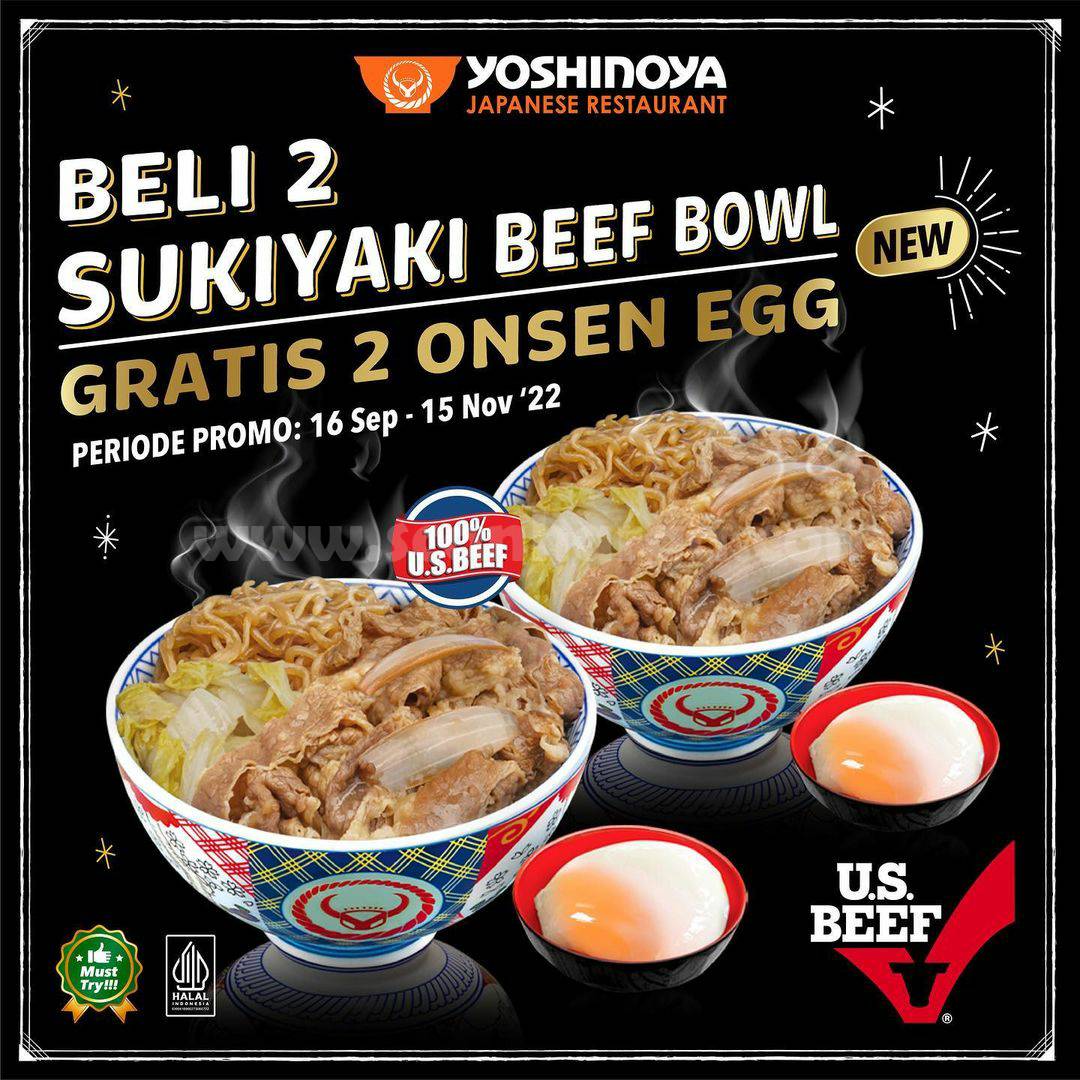 YOSHINOYA
JAPANESE RESTAURANT
BELI 2
SUKIYAKI BEEF BOWL
NEW
GRATIS 2 ONSEN EGG
PERIODE PROMO: 16 Sep - 15 Nov '22
100%
U.S.BEEF
U.S.
BEEF
®
Must
Try!!!
HALAL
INDONESIA